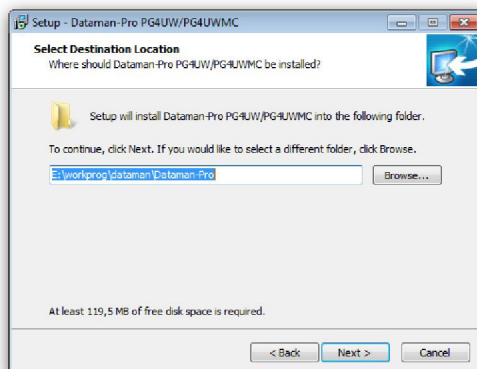 Setup - Dataman-Pro PG4UW/PG4UWMC
Select Destination Location
Where should Dataman-Pro PG4UW/PG4UWMC be installed?
Setup will install Dataman-Pro PG4UW/PG4UWMC into the following folder.
To continue, click Next. If you would like to select a different folder, click Browse.
E:\workprog\dataman\Dataman-Pro
Browse...
At least 119,5 MB of free disk space is required.
< Back
Next >
Cancel